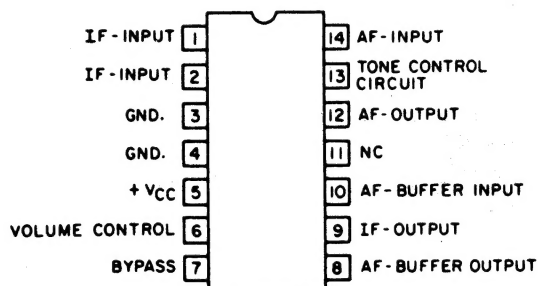 IF-INPUT 1
IF-INPUT 2
GND. 3
GND. 4
+ VCC 5
VOLUME CONTROL 6
BYPASS 7
14 AF-INPUT
13 TONE CONTROL
CIRCUIT
12 AF-OUTPUT
11 NC
10 AF-BUFFER INPUT
9 IF-OUTPUT
8 AF-BUFFER OUTPUT